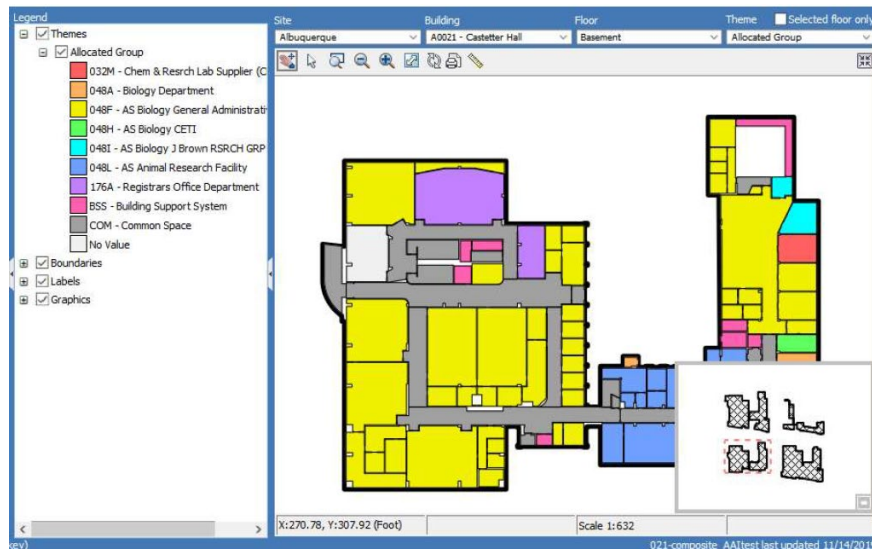 Legend
Themes
Allocated Group
032M - Chem & Resrch Lab Supplier (C
048A - Biology Department
048F - AS Biology General Administrativ
048H - AS Biology CETI
048I - AS Biology J Brown RSRCH GRP
048L - AS Animal Research Facility
176A - Registrars Office Department
BSS - Building Support System
COM - Common Space
No Value
Boundaries
Labels
Graphics
Site Building Floor Theme Selected floor only
Albuquerque A0021 - Castetter Hall Basement Allocated Group
X:270.78, Y:307.92 (Foot) Scale 1:632
key) 021-composite_AAItest last updated 11/14/2019